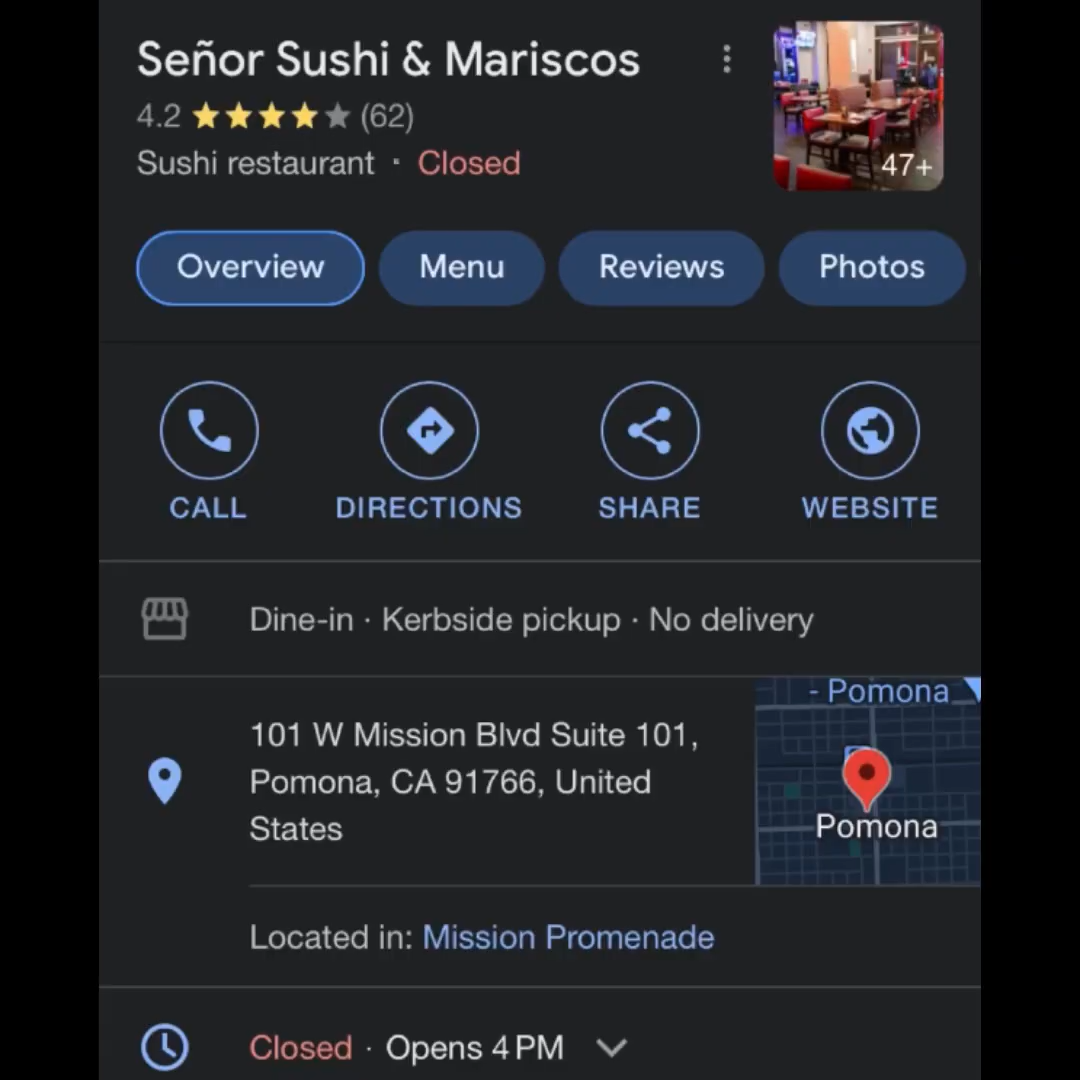 Señor Sushi & Mariscos
4.2 (62)
Sushi restaurant · Closed
47+
Overview Menu Reviews Photos
CALL DIRECTIONS SHARE WEBSITE
Dine-in · Kerbside pickup · No delivery
- Pomona
101 W Mission Blvd Suite 101,
Pomona, CA 91766, United
States
Pomona
Located in: Mission Promenade
Closed · Opens 4 PM